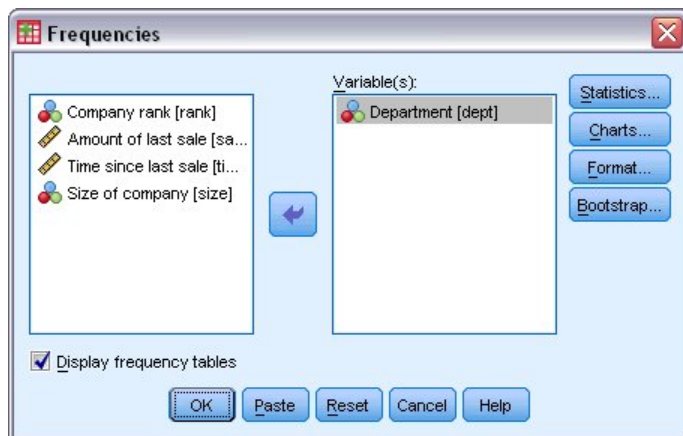 Frequencies
Variable(s):
Company rank [rank]
Amount of last sale [sa...
Time since last sale [ti...
Size of company [size]
Department [dept]
Statistics...
Charts...
Format...
Bootstrap...
Display frequency tables
OK
Paste
Reset
Cancel
Help